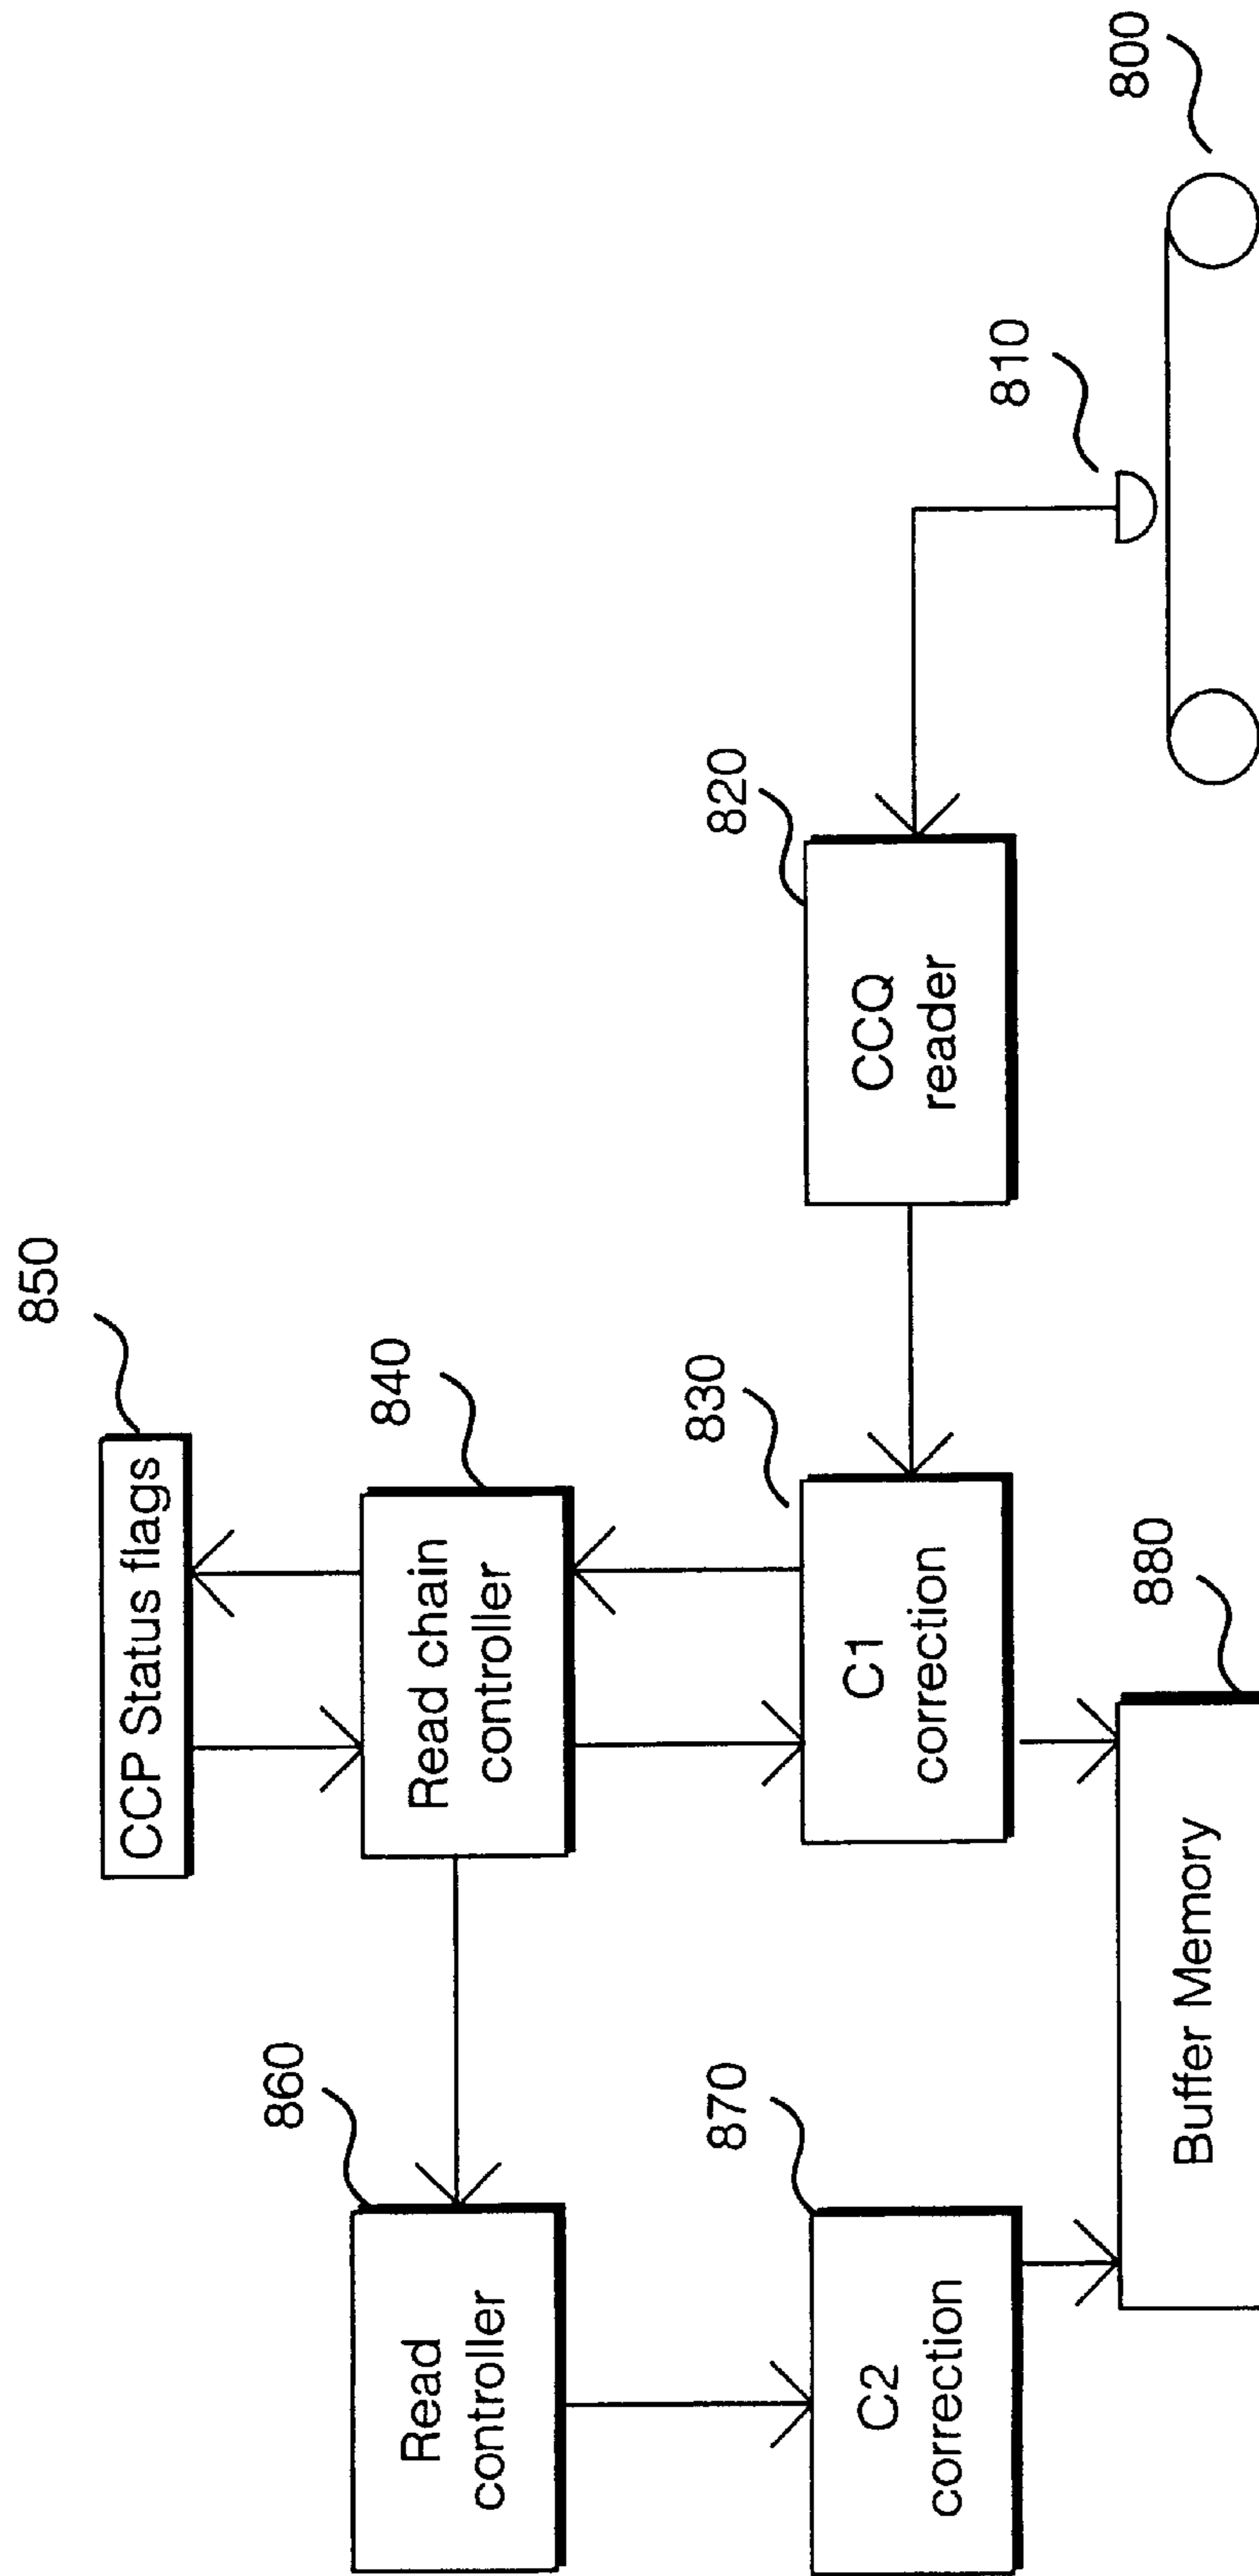 850
CCP Status flags
840
Read chain
controller
860
Read
controller
830
C1
correction
820
CCQ
reader
870
C2
correction
810
800
880
Buffer Memory